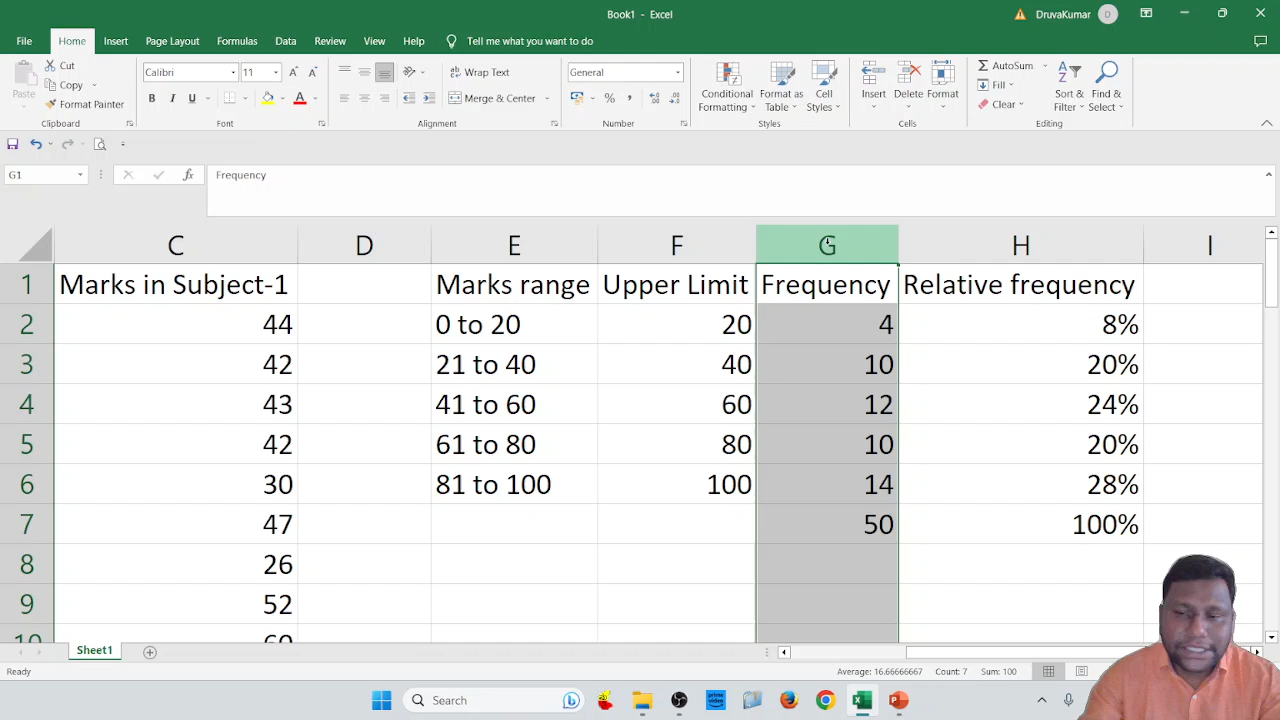 Book1 - Excel
DruvaKumar
D
File
Home
Insert
Page Layout
Formulas
Data
Review
View
Help
Tell me what you want to do
Paste
Cut
Copy
Format Painter
Clipboard
Calibri
11
B I U
A
Font
Wrap Text
Merge & Center
Alignment
General
%
Number
Conditional Formatting
Format as Table
Cell Styles
Styles
Insert
Delete
Format
Cells
AutoSum
Fill
Clear
Sort & Filter
Find & Select
Editing
G1
fx
Frequency
C D E F G H I
1 Marks in Subject-1 Marks range Upper Limit Frequency Relative frequency
2 44 0 to 20 20 4 8%
3 42 21 to 40 40 10 20%
4 43 41 to 60 60 12 24%
5 42 61 to 80 80 10 20%
6 30 81 to 100 100 14 28%
7 47 50 100%
8 26
9 52
10 60
Sheet1
Ready
Average: 16.66666667 Count: 7 Sum: 100
Search